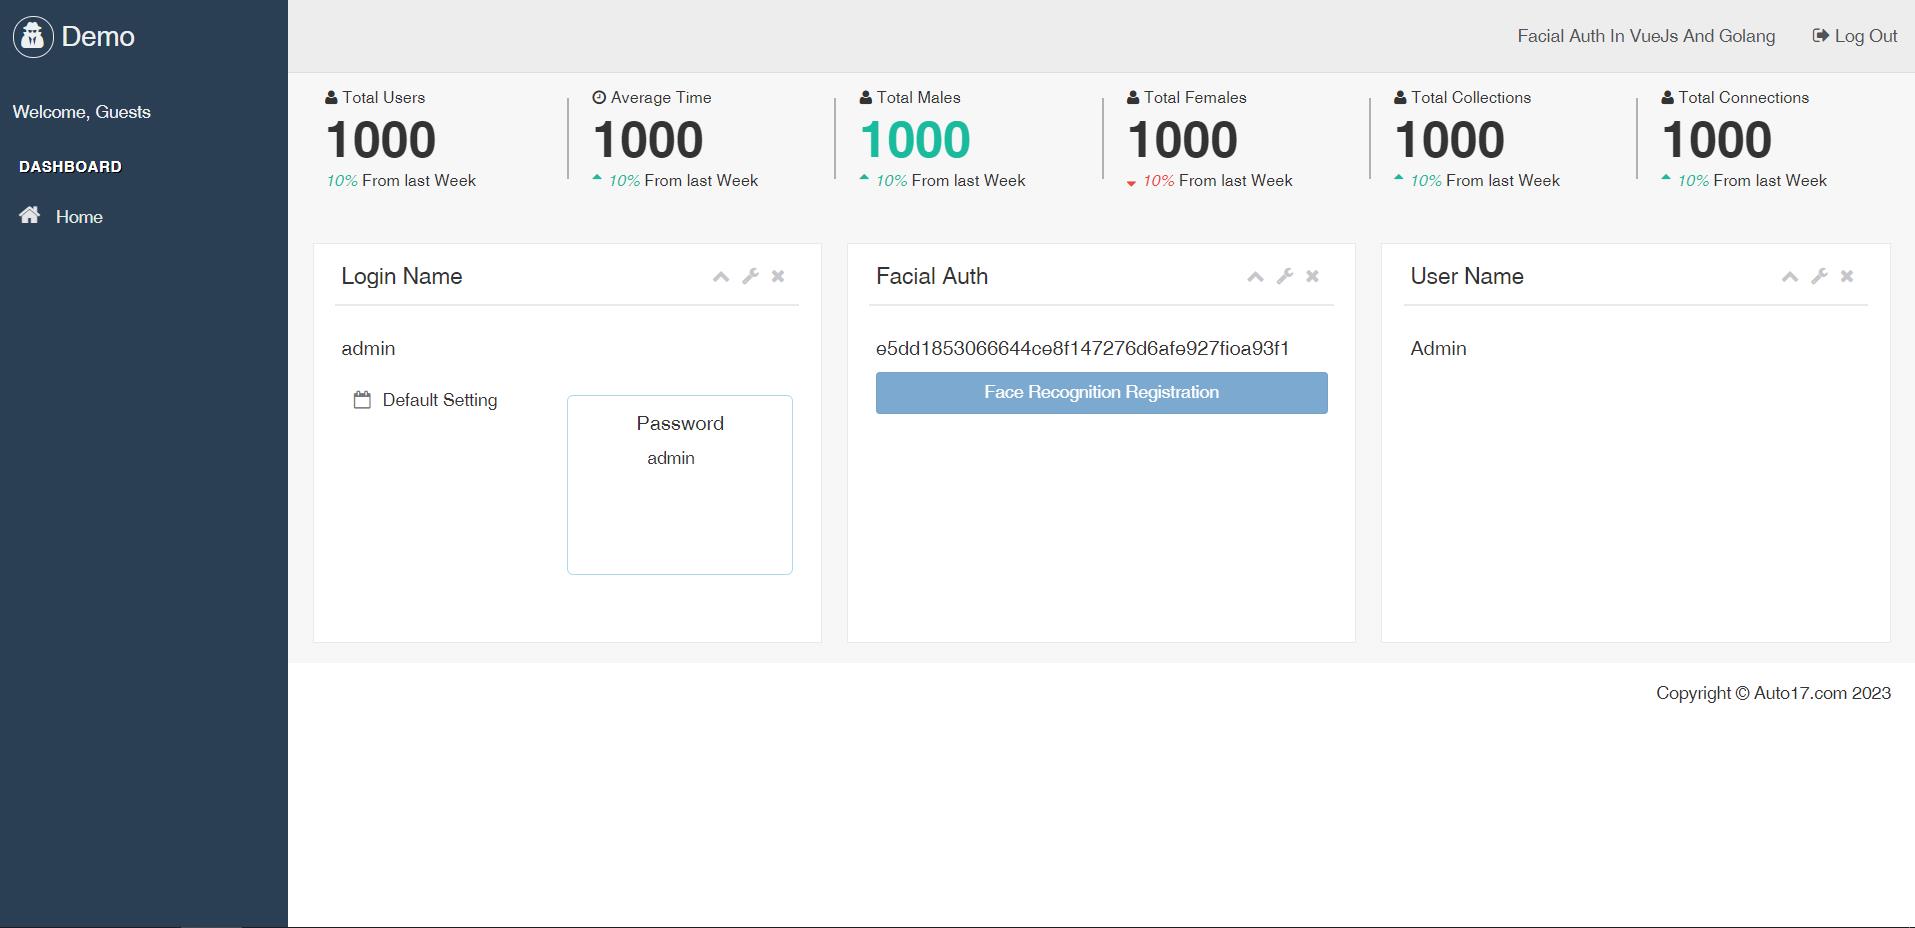 Demo
Facial Auth In VueJs And Golang
Log Out
Welcome, Guests
DASHBOARD
Home
Total Users
1000
10% From last Week
Average Time
1000
10% From last Week
Total Males
1000
10% From last Week
Total Females
1000
10% From last Week
Total Collections
1000
10% From last Week
Total Connections
1000
10% From last Week
Login Name
admin
Default Setting
Password
admin
Facial Auth
e5dd1853066644ce8f147276d6afe927fioa93f1
Face Recognition Registration
User Name
Admin
Copyright © Auto17.com 2023